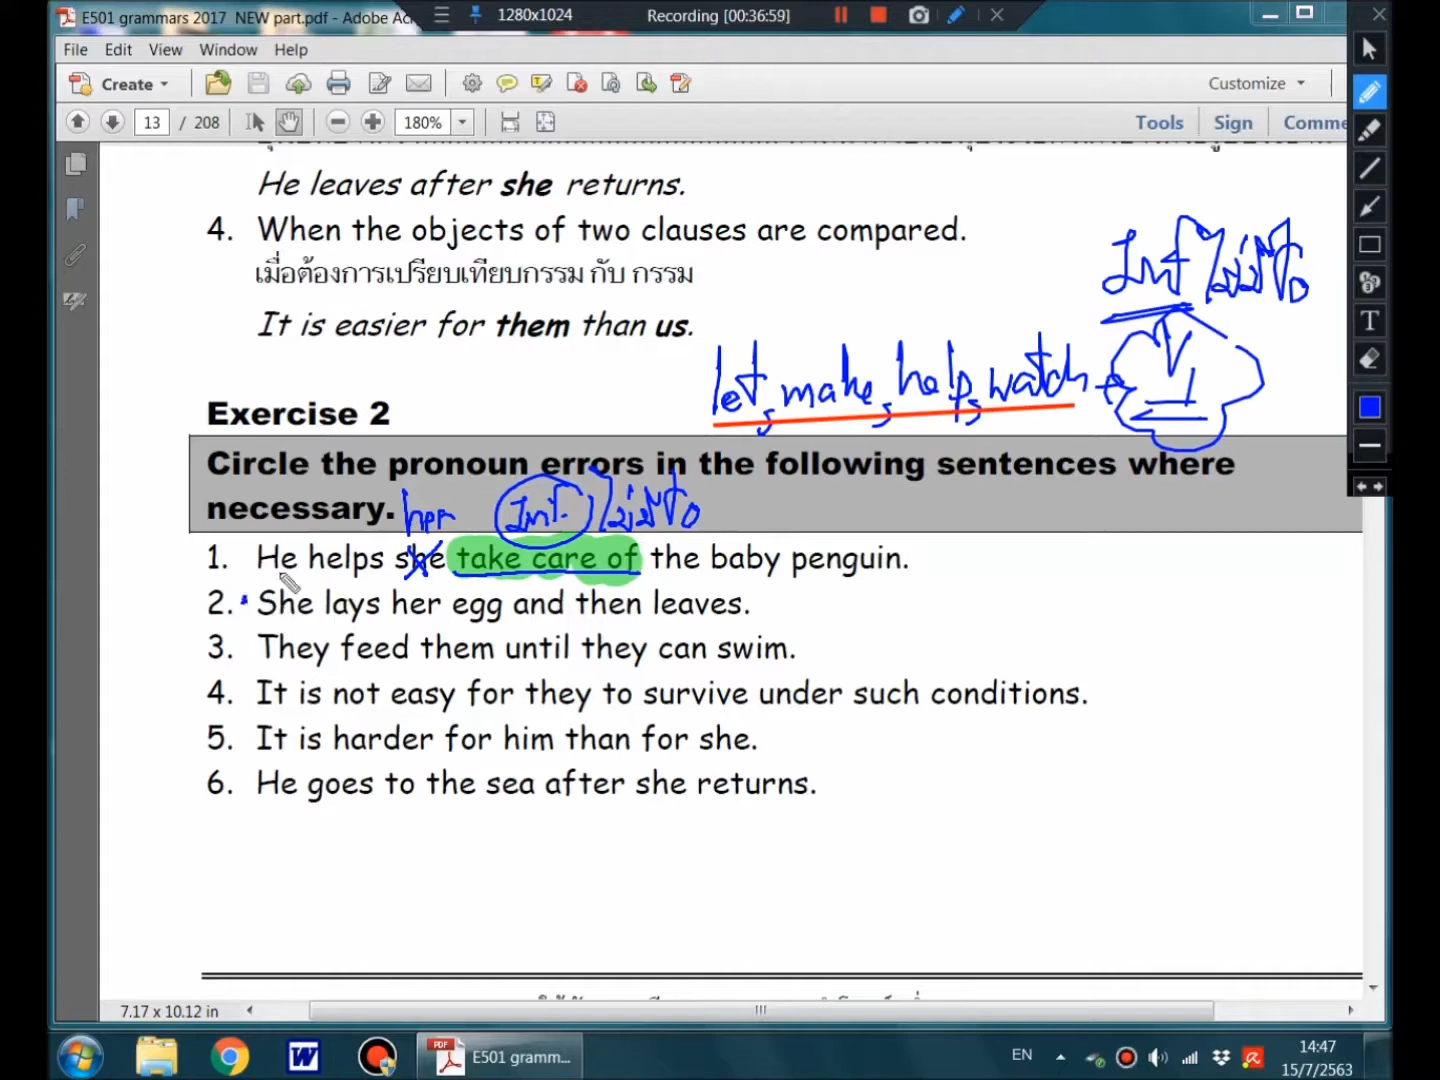 E501 grammars 2017 NEW part.pdf - Adobe Ac
1280x1024
Recording [00:36:59]
File Edit View Window Help
Create
Customize
13 / 208
180%
Tools Sign Comme
He leaves after she returns.
4. When the objects of two clauses are compared.
เมื่อต้องการเปรียบเทียบกรรม กับ กรรม
Inf ไม่มี to
It is easier for them than us.
let, make, help, watch + V1
Exercise 2
Circle the pronoun errors in the following sentences where
necessary.
her Inf. ไม่มี to
1. He helps she take care of the baby penguin.
2. She lays her egg and then leaves.
3. They feed them until they can swim.
4. It is not easy for they to survive under such conditions.
5. It is harder for him than for she.
6. He goes to the sea after she returns.
7.17 x 10.12 in
E501 gramm...
EN
14:47
15/7/2563